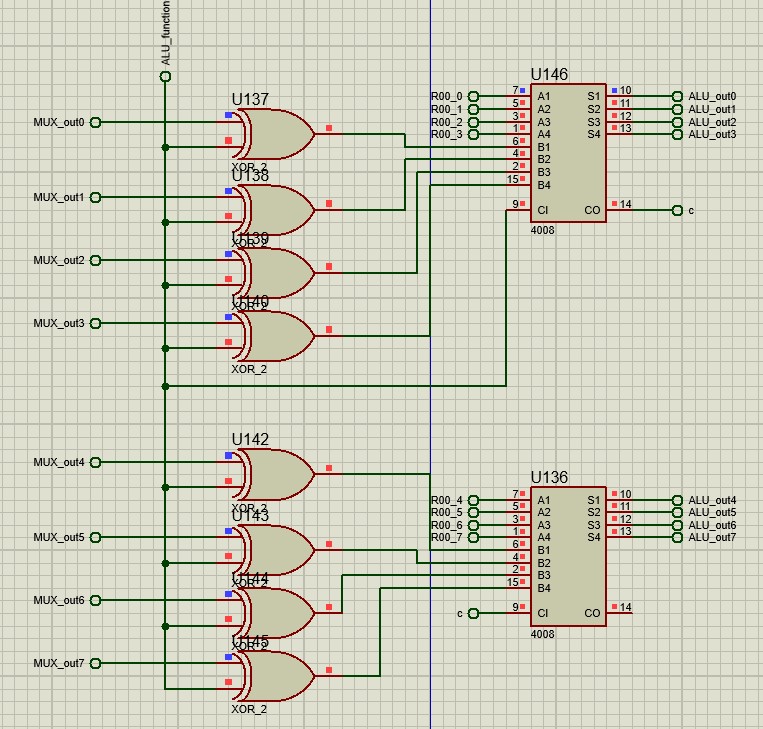 ALU_function
U137
MUX_out0
XOR_2
U138
MUX_out1
XOR_2
U139
MUX_out2
XOR_2
U140
MUX_out3
XOR_2
U146
R00_0 7 A1 S1 10 ALU_out0
R00_1 5 A2 S2 11 ALU_out1
R00_2 3 A3 S3 12 ALU_out2
R00_3 1 A4 S4 13 ALU_out3
6 B1
4 B2
2 B3
15 B4
9 CI CO 14 c
4008
U142
MUX_out4
XOR_2
U143
MUX_out5
XOR_2
U144
MUX_out6
XOR_2
U145
MUX_out7
XOR_2
U136
R00_4 7 A1 S1 10 ALU_out4
R00_5 5 A2 S2 11 ALU_out5
R00_6 3 A3 S3 12 ALU_out6
R00_7 1 A4 S4 13 ALU_out7
6 B1
4 B2
2 B3
15 B4
c 9 CI CO 14
4008